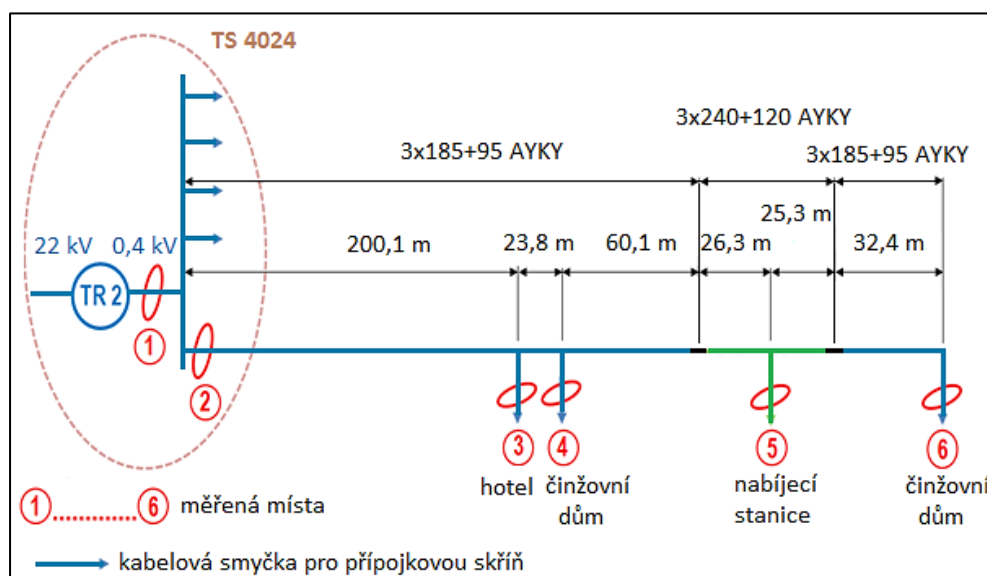 TS 4024
3x240+120 AYKY
3x185+95 AYKY
3x185+95 AYKY
25,3 m
22 kV
0,4 kV
200,1 m
23,8 m
60,1 m
26,3 m
32,4 m
TR 2
1
2
3
4
5
6
hotel
činžovní
dům
nabíjecí
stanice
činžovní
dům
1
6
měřená místa
kabelová smyčka pro přípojkovou skříň